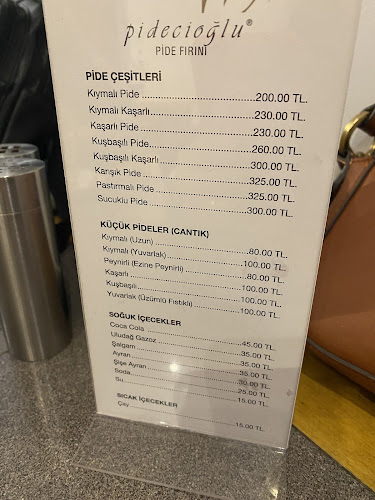 pidecioğlu®
PİDE FIRINI
PİDE ÇEŞİTLERİ
Kıymalı Pide ................................200.00 TL.
Kıymalı Kaşarlı..............................230.00 TL.
Kaşarlı Pide ................................230.00 TL.
Kuşbaşılı Pide...............................260.00 TL.
Kuşbaşılı Kaşarlı............................300.00 TL.
Karışık Pide ................................325.00 TL.
Pastırmalı Pide .............................325.00 TL.
Sucuklu Pide ................................300.00 TL.
KÜÇÜK PİDELER (CANTIK)
Kıymalı (Uzun) ..............................80.00 TL.
Kıymalı (Yuvarlak) ..........................100.00 TL.
Peynirli (Ezine Peynirli) ...................80.00 TL.
Kaşarlı .....................................100.00 TL.
Kuşbaşılı....................................100.00 TL.
Yuvarlak (Üzümlü Fıstıklı) ..................100.00 TL.
SOĞUK İÇECEKLER
Coca Cola ...................................45.00 TL.
Uludağ Gazoz ................................35.00 TL.
Şalgam ......................................35.00 TL.
Ayran .......................................35.00 TL.
Şişe Ayran ..................................30.00 TL.
Soda ........................................25.00 TL.
Su ..........................................15.00 TL.
SICAK İÇECEKLER
Çay .........................................15.00 TL.